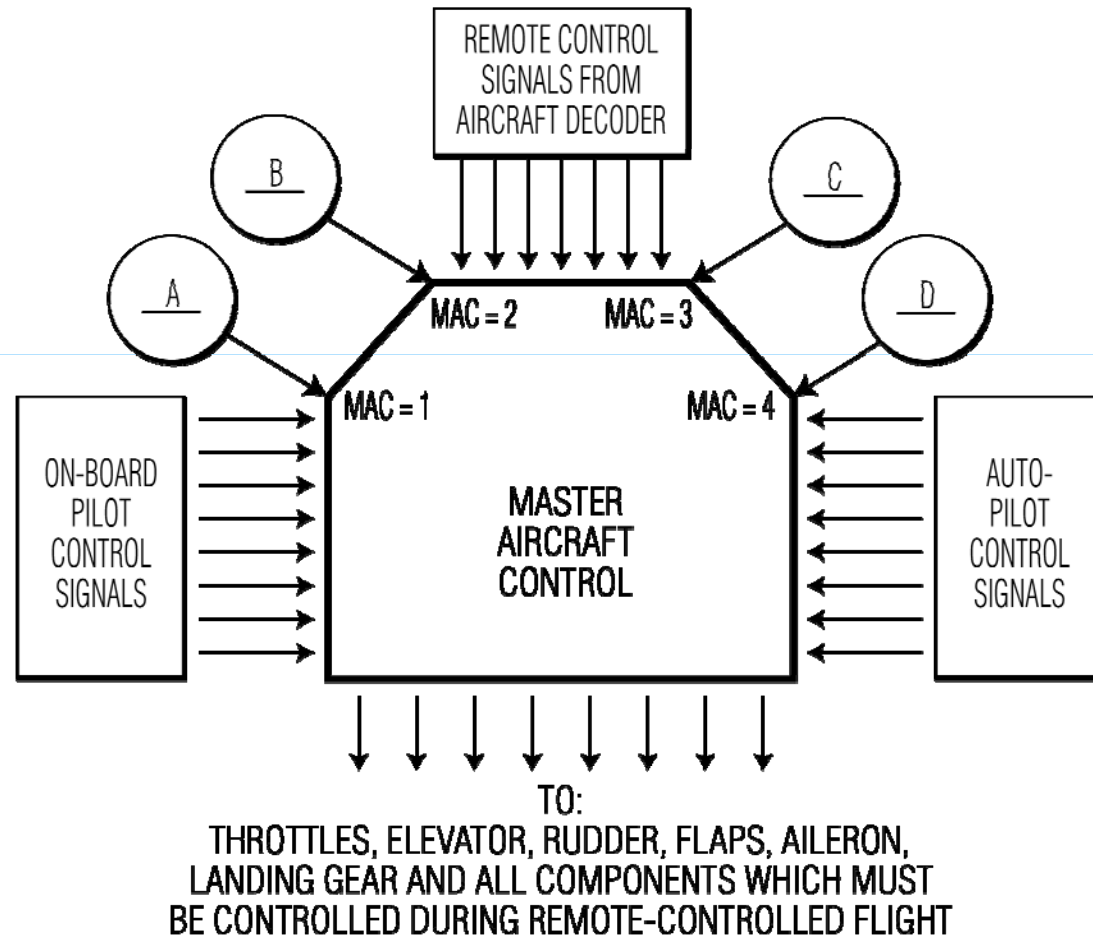 REMOTE CONTROL
SIGNALS FROM
AIRCRAFT DECODER
B
C
A
D
MAC = 2
MAC = 3
MAC = 1
MAC = 4
ON-BOARD
PILOT
CONTROL
SIGNALS
MASTER
AIRCRAFT
CONTROL
AUTO-
PILOT
CONTROL
SIGNALS
TO:
THROTTLES, ELEVATOR, RUDDER, FLAPS, AILERON,
LANDING GEAR AND ALL COMPONENTS WHICH MUST
BE CONTROLLED DURING REMOTE-CONTROLLED FLIGHT